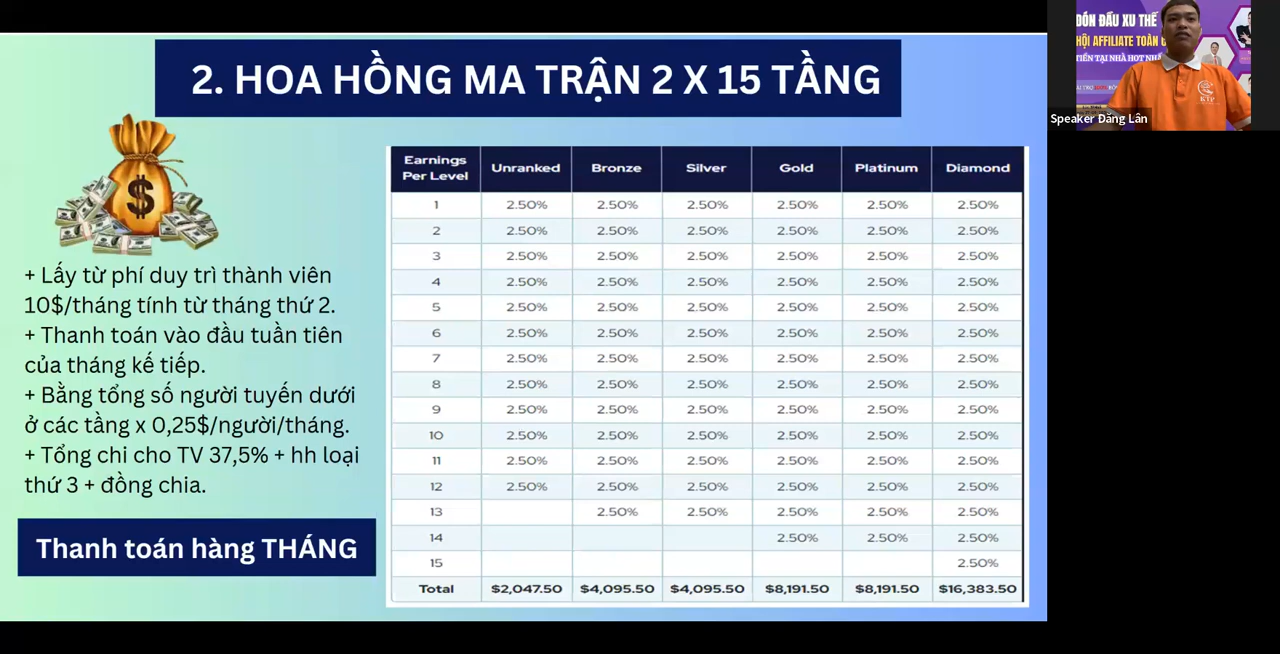 2. HOA HỒNG MA TRẬN 2 X 15 TẦNG
$
+ Lấy từ phí duy trì thành viên
10$/tháng tính từ tháng thứ 2.
+ Thanh toán vào đầu tuần tiên
của tháng kế tiếp.
+ Bằng tổng số người tuyến dưới
ở các tầng x 0,25$/người/tháng.
+ Tổng chi cho TV 37,5% + hh loại
thứ 3 + đồng chia.
Thanh toán hàng THÁNG
Earnings Per Level Unranked Bronze Silver Gold Platinum Diamond
1 2.50% 2.50% 2.50% 2.50% 2.50% 2.50%
2 2.50% 2.50% 2.50% 2.50% 2.50% 2.50%
3 2.50% 2.50% 2.50% 2.50% 2.50% 2.50%
4 2.50% 2.50% 2.50% 2.50% 2.50% 2.50%
5 2.50% 2.50% 2.50% 2.50% 2.50% 2.50%
6 2.50% 2.50% 2.50% 2.50% 2.50% 2.50%
7 2.50% 2.50% 2.50% 2.50% 2.50% 2.50%
8 2.50% 2.50% 2.50% 2.50% 2.50% 2.50%
9 2.50% 2.50% 2.50% 2.50% 2.50% 2.50%
10 2.50% 2.50% 2.50% 2.50% 2.50% 2.50%
11 2.50% 2.50% 2.50% 2.50% 2.50% 2.50%
12 2.50% 2.50% 2.50% 2.50% 2.50% 2.50%
13 2.50% 2.50% 2.50% 2.50% 2.50%
14 2.50% 2.50% 2.50%
15 2.50%
Total $2,047.50 $4,095.50 $4,095.50 $8,191.50 $8,191.50 $16,383.50
ĐÓN ĐẦU XU THẾ
HỘI AFFILIATE TOÀN
TIỀN TẠI NHÀ HOT
BTP
Speaker Đăng Lân